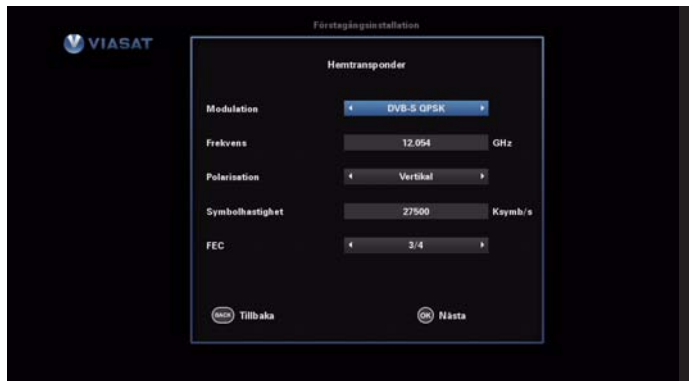 Förstagångsinstallation
VIASAT
Hemtransponder
Modulation DVB-S QPSK
Frekvens 12.054 GHz
Polarisation Vertikal
Symbolhastighet 27500 Ksymb/s
FEC 3/4
BACK Tillbaka OK Nästa